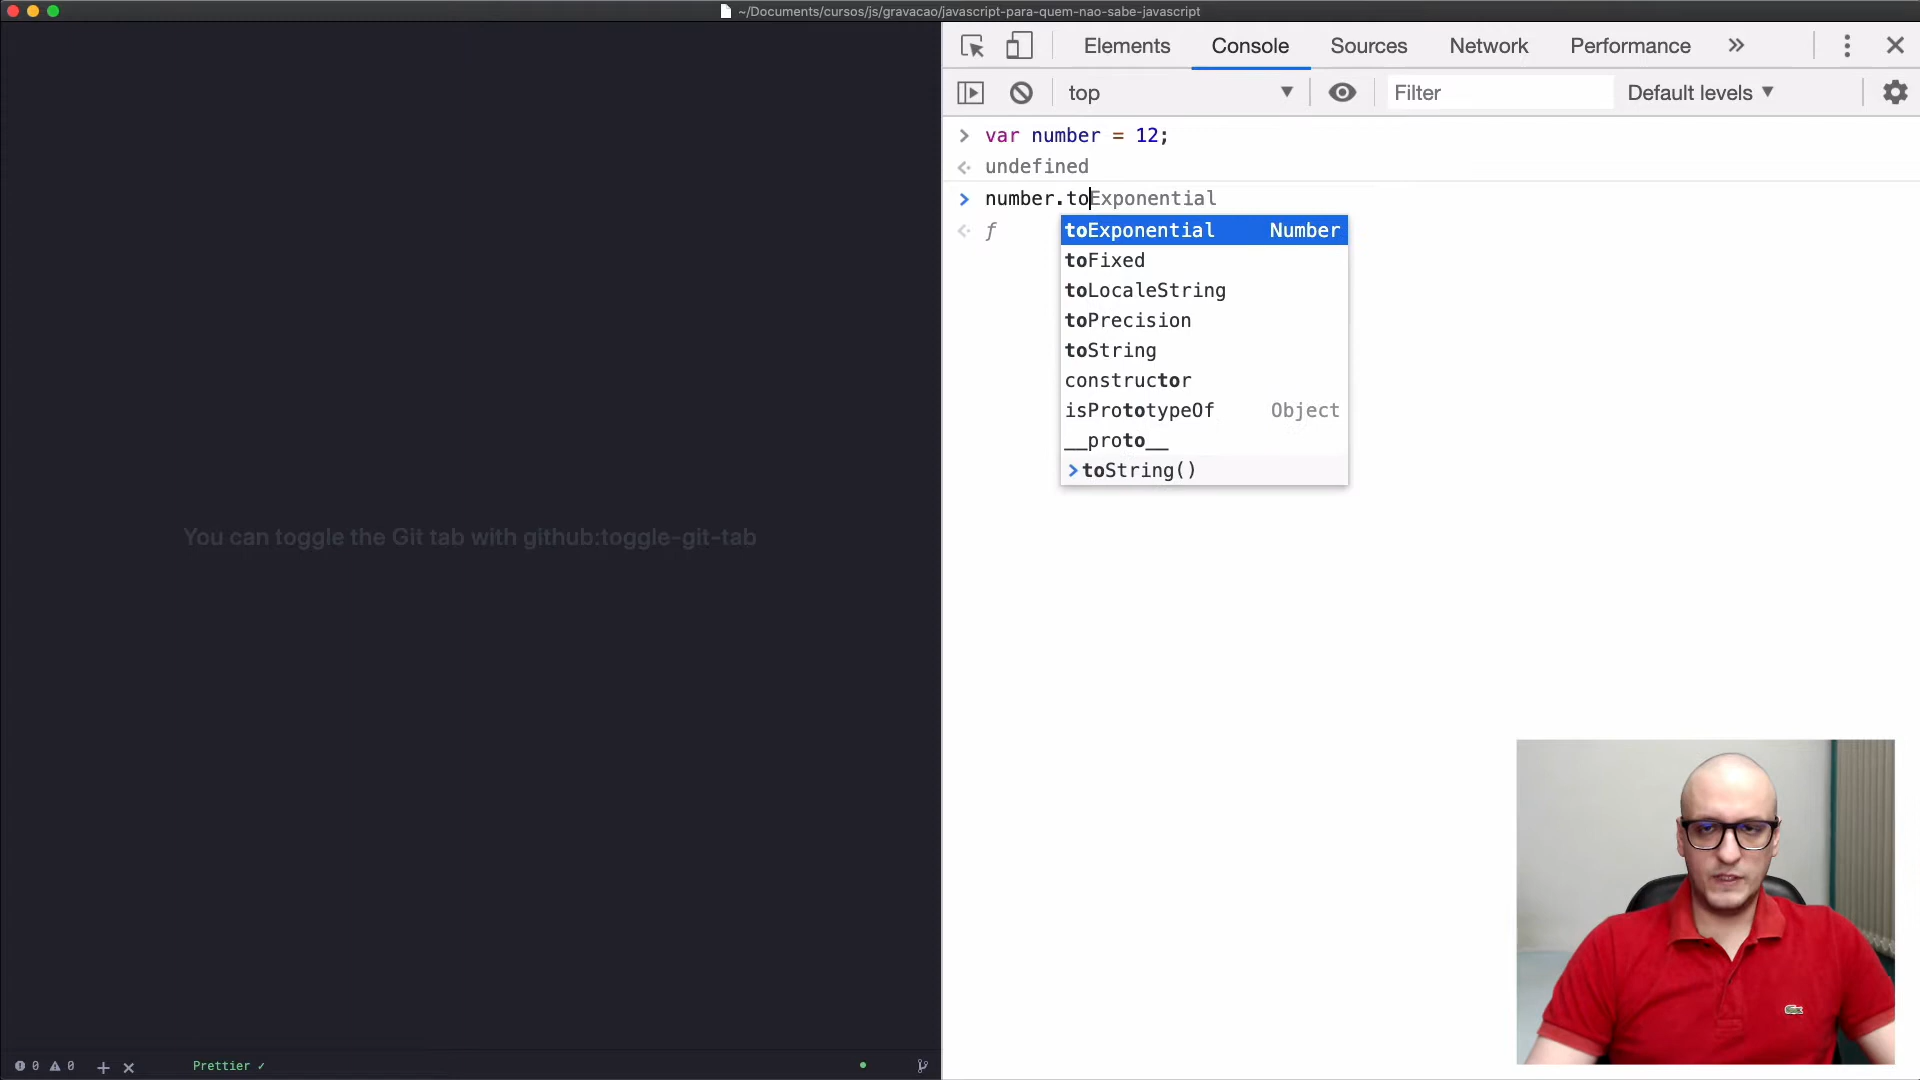 ~/Documents/cursos/js/gravacao/javascript-para-quem-nao-sabe-javascript
Elements Console Sources Network Performance »
top ▼ Filter Default levels ▼
> var number = 12;
undefined
> number.toExponential
ƒ
toExponential Number
toFixed
toLocaleString
toPrecision
toString
constructor
isPrototypeOf Object
__proto__
> toString()
You can toggle the Git tab with github:toggle-git-tab
0 0 + × Prettier ✓